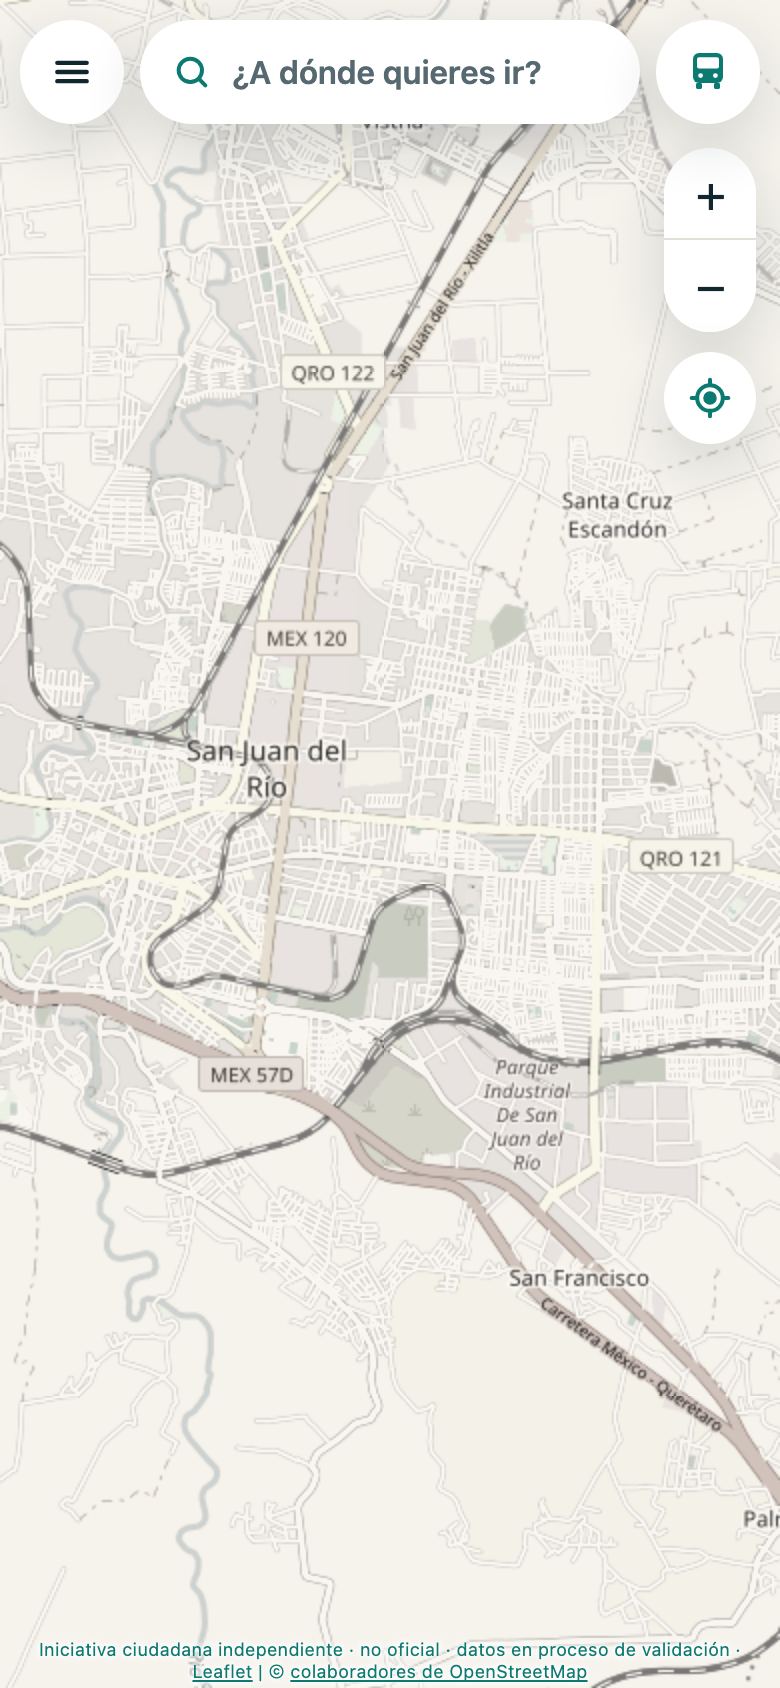 ¿A dónde quieres ir?
San Juan del Río - Xilitla
QRO 122
Santa Cruz
Escandón
MEX 120
San Juan del
Río
QRO 121
MEX 57D
Parque
Industrial
De San
Juan del
Río
San Francisco
Carretera México - Querétaro
Iniciativa ciudadana independiente · no oficial · datos en proceso de validación ·
Leaflet | © colaboradores de OpenStreetMap